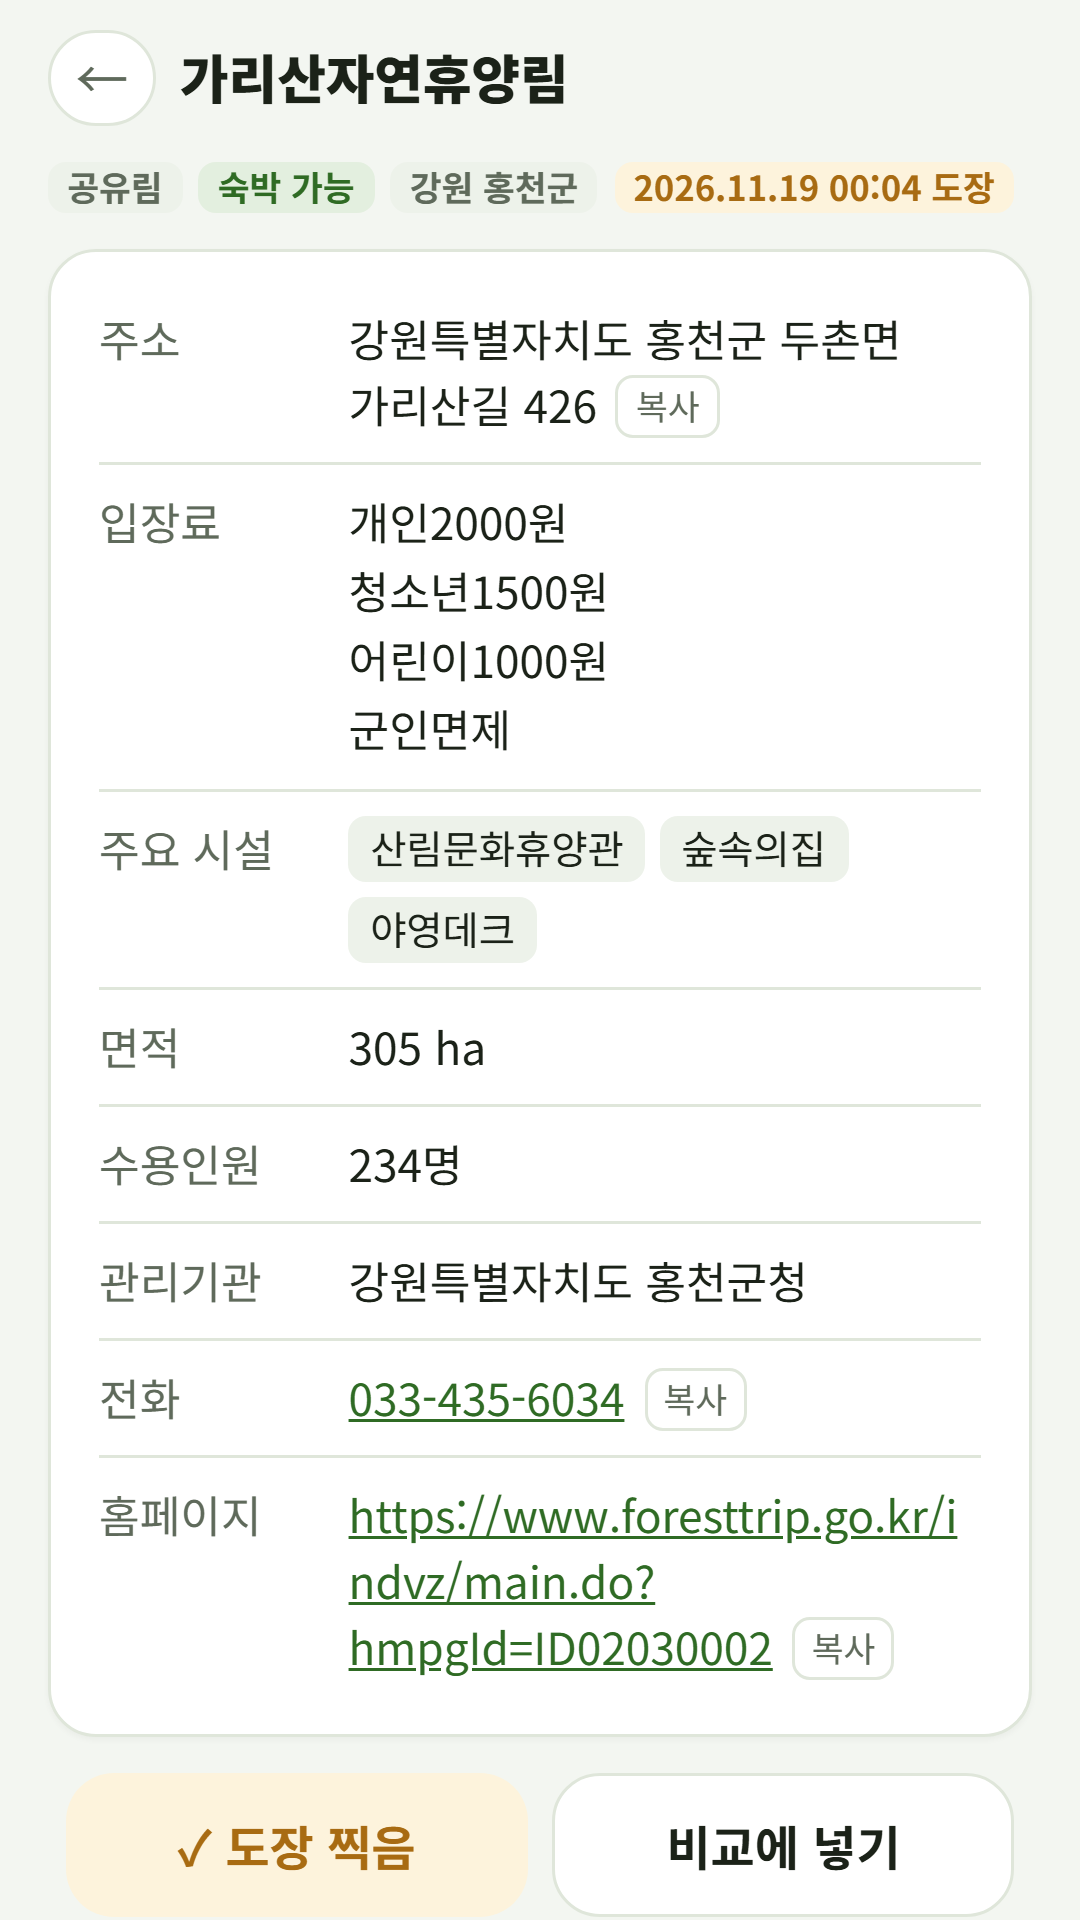 ← 가리산자연휴양림
공유림 숙박 가능 강원 홍천군 2026.11.19 00:04 도장
주소 강원특별자치도 홍천군 두촌면
가리산길 426 복사
입장료 개인2000원
청소년1500원
어린이1000원
군인면제
주요 시설 산림문화휴양관 숲속의집
야영데크
면적 305 ha
수용인원 234명
관리기관 강원특별자치도 홍천군청
전화 033-435-6034 복사
홈페이지 https://www.foresttrip.go.kr/i
ndvz/main.do?
hmpgId=ID02030002 복사
✓ 도장 찍음 비교에 넣기